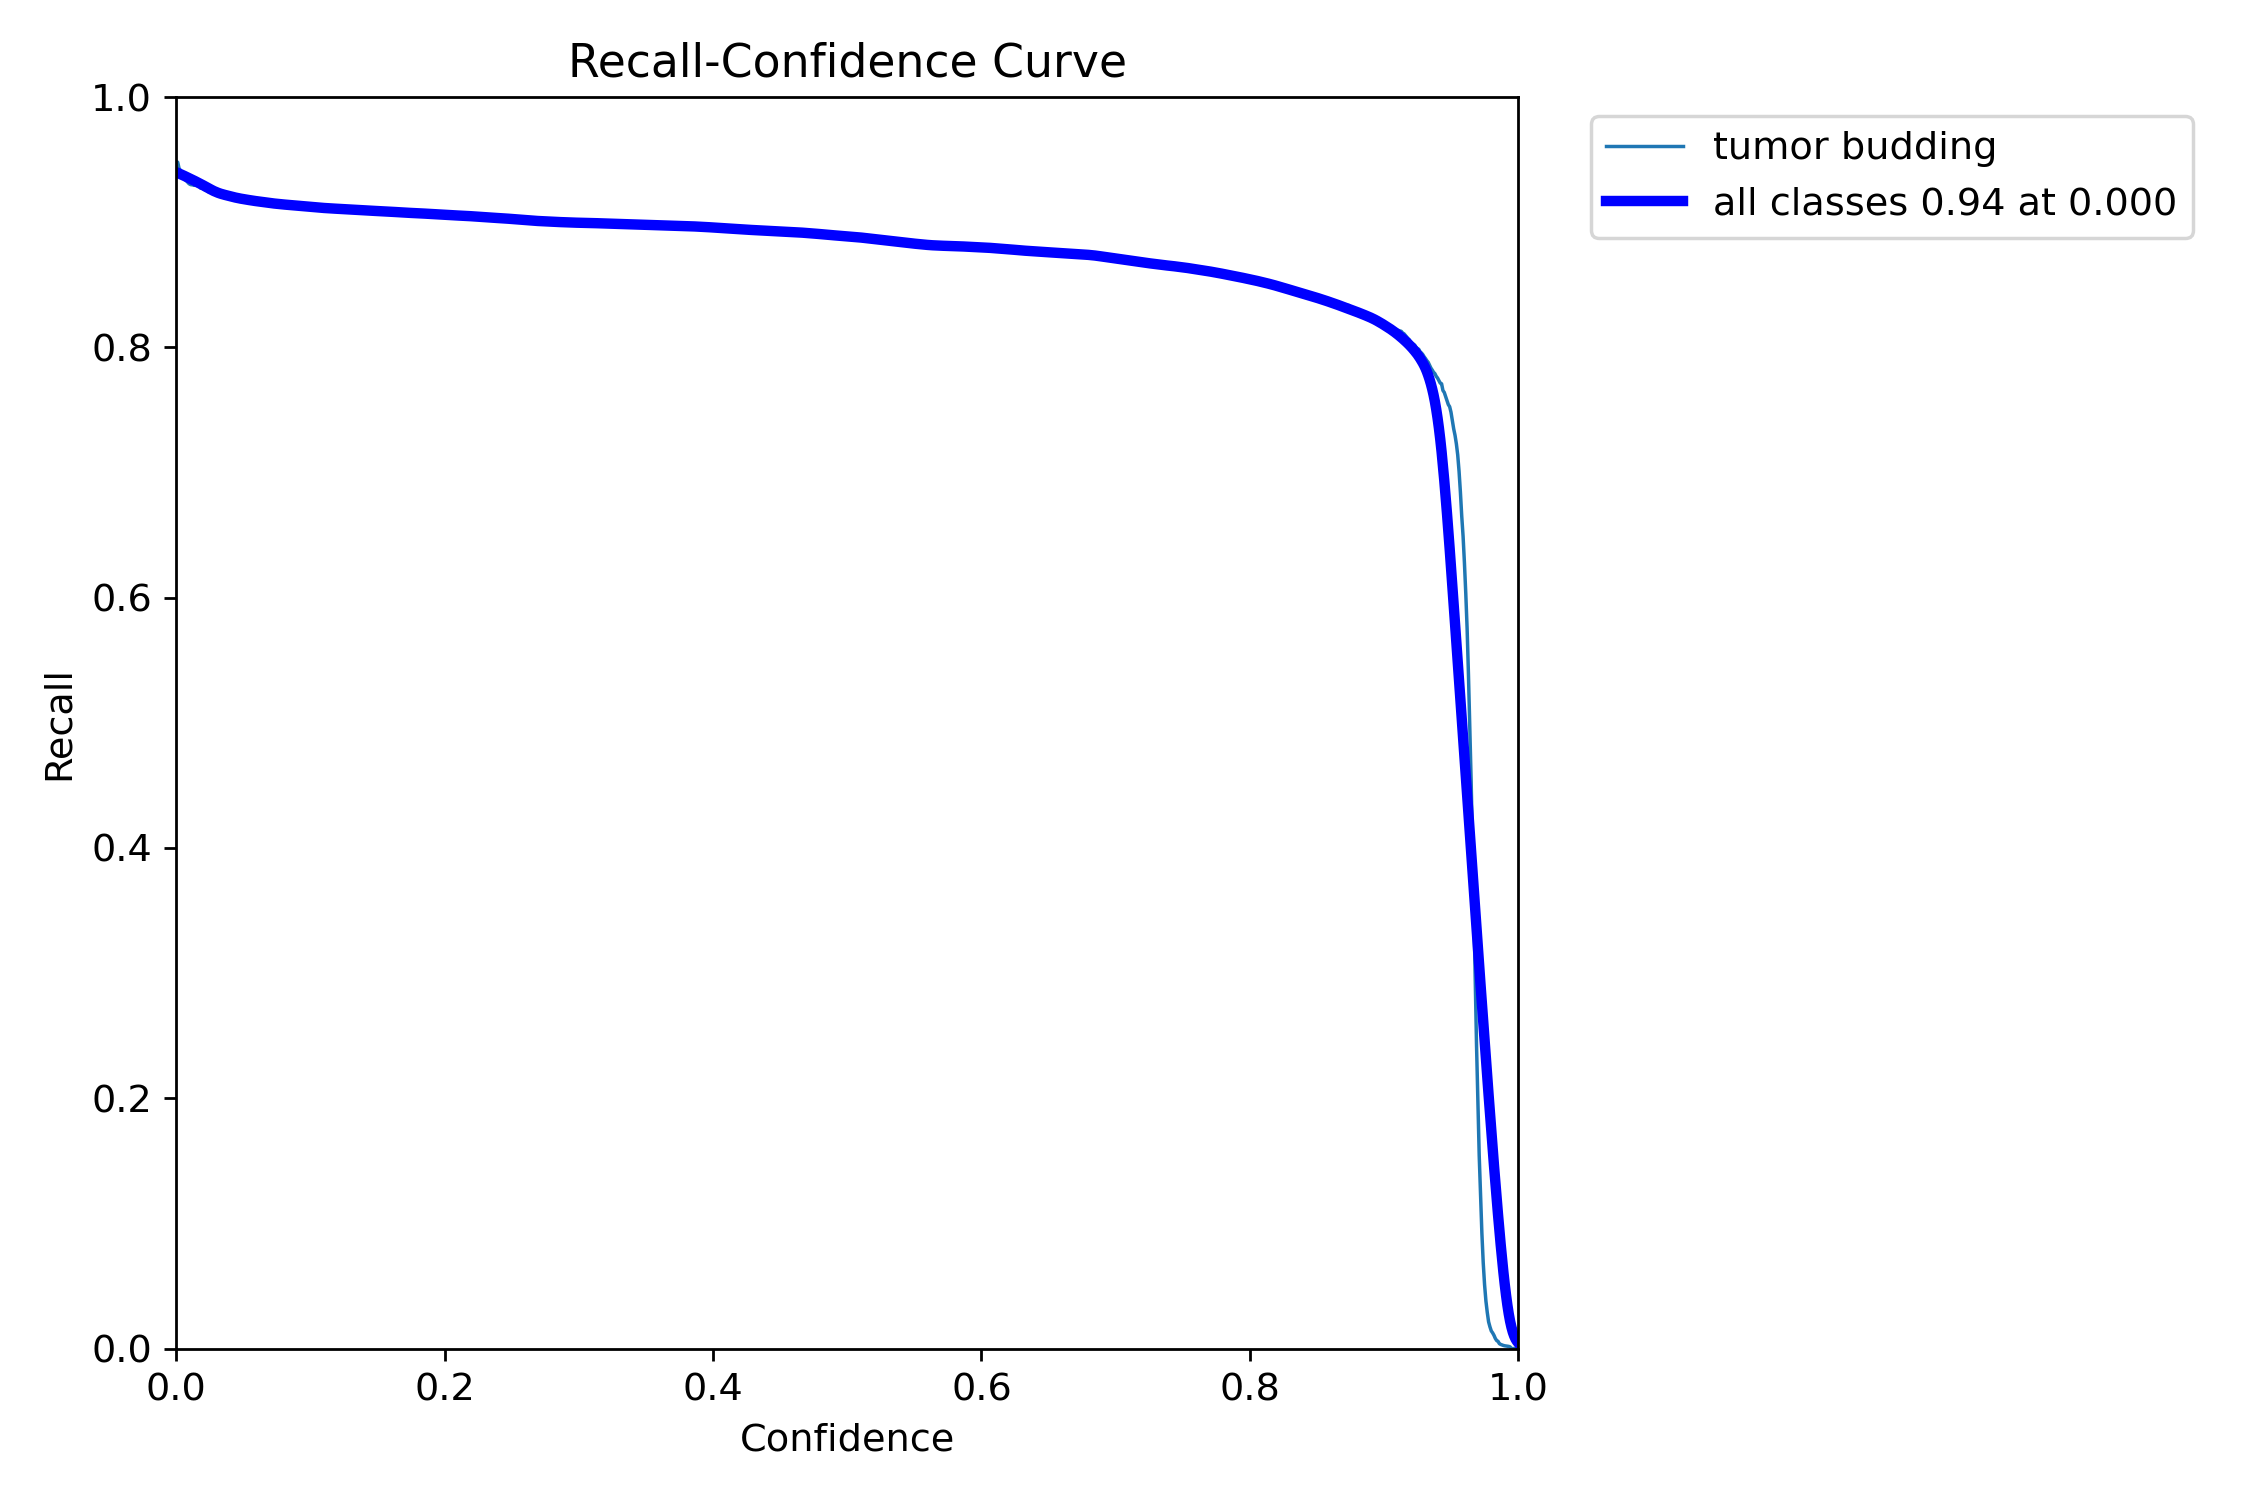 Recall-Confidence Curve
1.0
0.8
0.6
0.4
0.2
0.0
Recall
0.0 0.2 0.4 0.6 0.8 1.0
Confidence
tumor budding
all classes 0.94 at 0.000